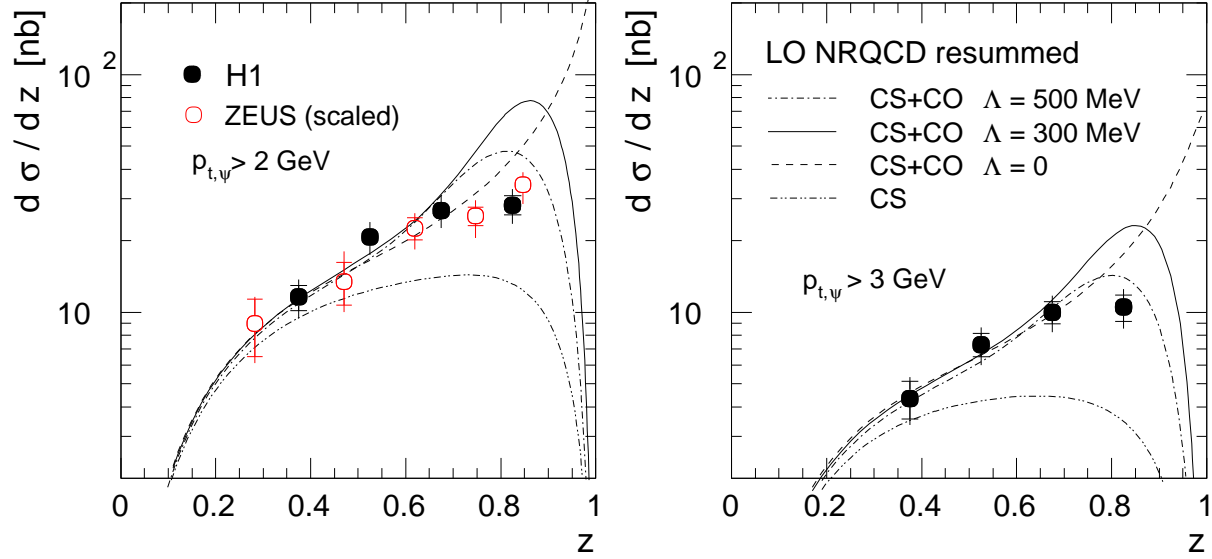 d σ / d z [nb]
10 2
10
H1
ZEUS (scaled)
p t,ψ > 2 GeV
0 0.2 0.4 0.6 0.8 1
z
d σ / d z [nb]
10 2
10
LO NRQCD resummed
CS+CO Λ = 500 MeV
CS+CO Λ = 300 MeV
CS+CO Λ = 0
CS
p t,ψ > 3 GeV
0 0.2 0.4 0.6 0.8 1
z